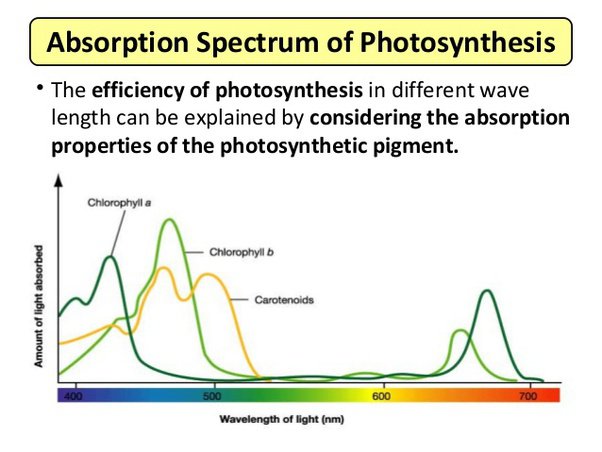 Absorption Spectrum of Photosynthesis
• The efficiency of photosynthesis in different wave
length can be explained by considering the absorption
properties of the photosynthetic pigment.
Chlorophyll a
Chlorophyll b
Carotenoids
Amount of light absorbed
400 500 600 700
Wavelength of light (nm)